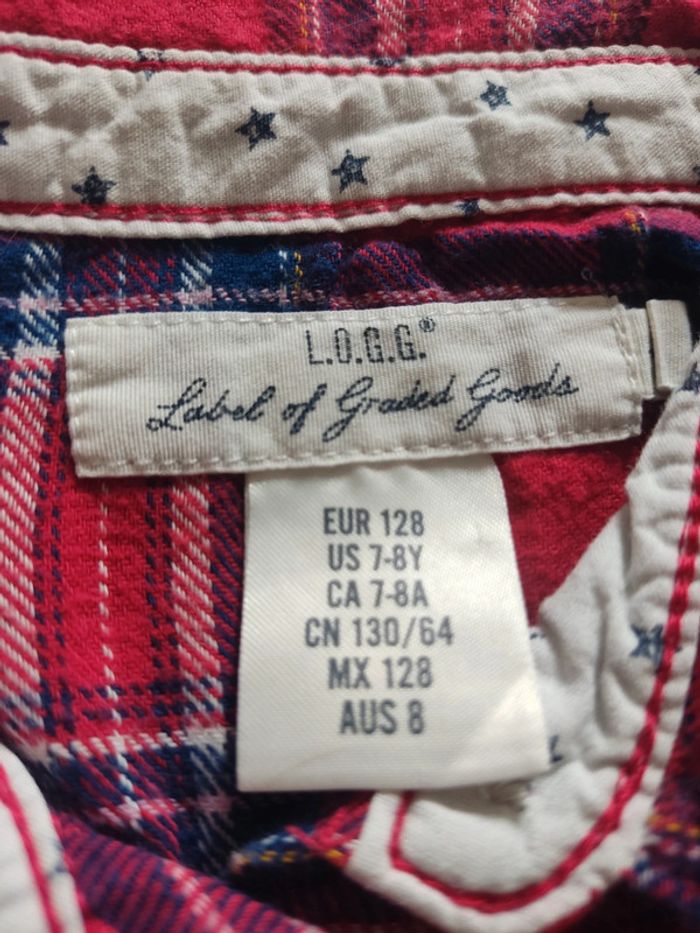 L.O.G.G.®
Label of Graded Goods
EUR 128
US 7-8Y
CA 7-8A
CN 130/64
MX 128
AUS 8